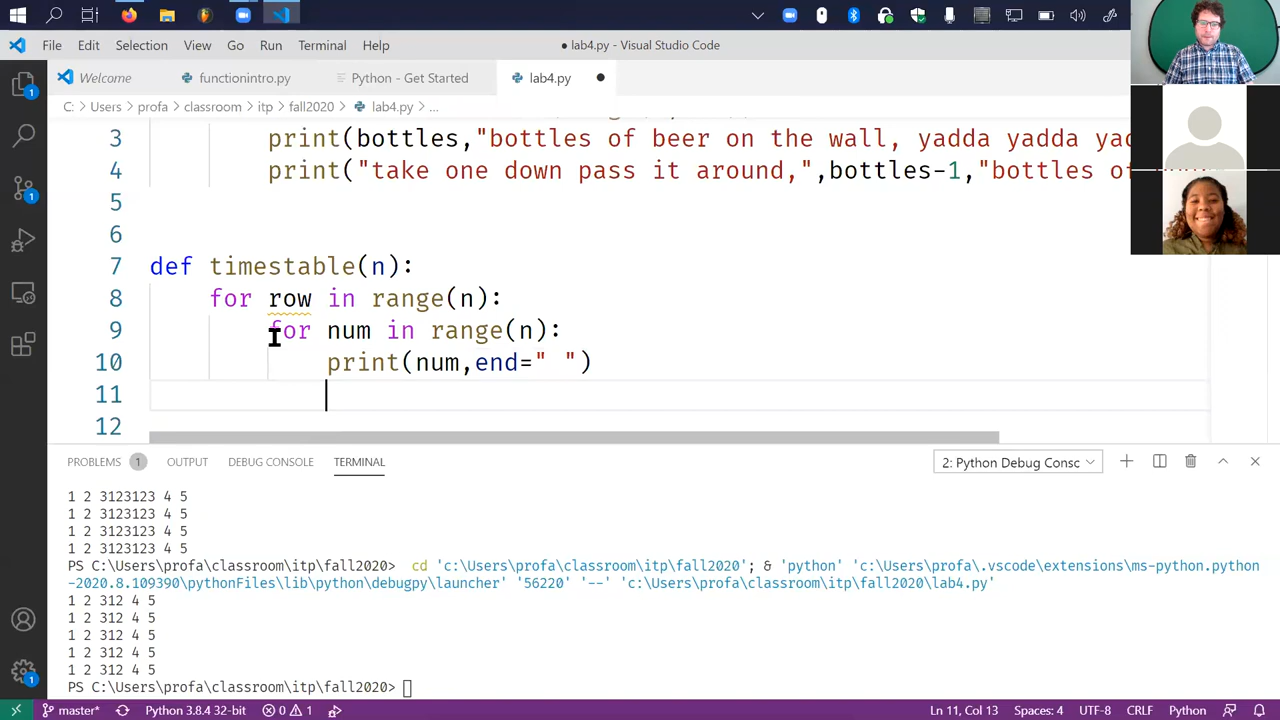 File Edit Selection View Go Run Terminal Help ● lab4.py - Visual Studio Code
Welcome functionintro.py Python - Get Started lab4.py
C: > Users > profa > classroom > itp > fall2020 > lab4.py > ...
3 print(bottles,"bottles of beer on the wall, yadda yadda yad
4 print("take one down pass it around,",bottles-1,"bottles of
5
6
7 def timestable(n):
8 for row in range(n):
9 for num in range(n):
10 print(num,end=" ")
11
12
PROBLEMS 1 OUTPUT DEBUG CONSOLE TERMINAL 2: Python Debug Consc
1 2 3123123 4 5
1 2 3123123 4 5
1 2 3123123 4 5
1 2 3123123 4 5
PS C:\Users\profa\classroom\itp\fall2020> cd 'c:\Users\profa\classroom\itp\fall2020'; & 'python' 'c:\Users\profa\.vscode\extensions\ms-python.python
-2020.8.109390\pythonFiles\lib\python\debugpy\launcher' '56220' '--' 'c:\Users\profa\classroom\itp\fall2020\lab4.py'
1 2 312 4 5
1 2 312 4 5
1 2 312 4 5
1 2 312 4 5
1 2 312 4 5
PS C:\Users\profa\classroom\itp\fall2020>
master* Python 3.8.4 32-bit 0 1 Ln 11, Col 13 Spaces: 4 UTF-8 CRLF Python